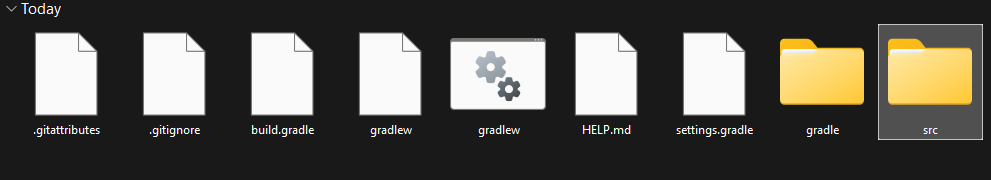 Today
.gitattributes
.gitignore
build.gradle
gradlew
gradlew
HELP.md
settings.gradle
gradle
src